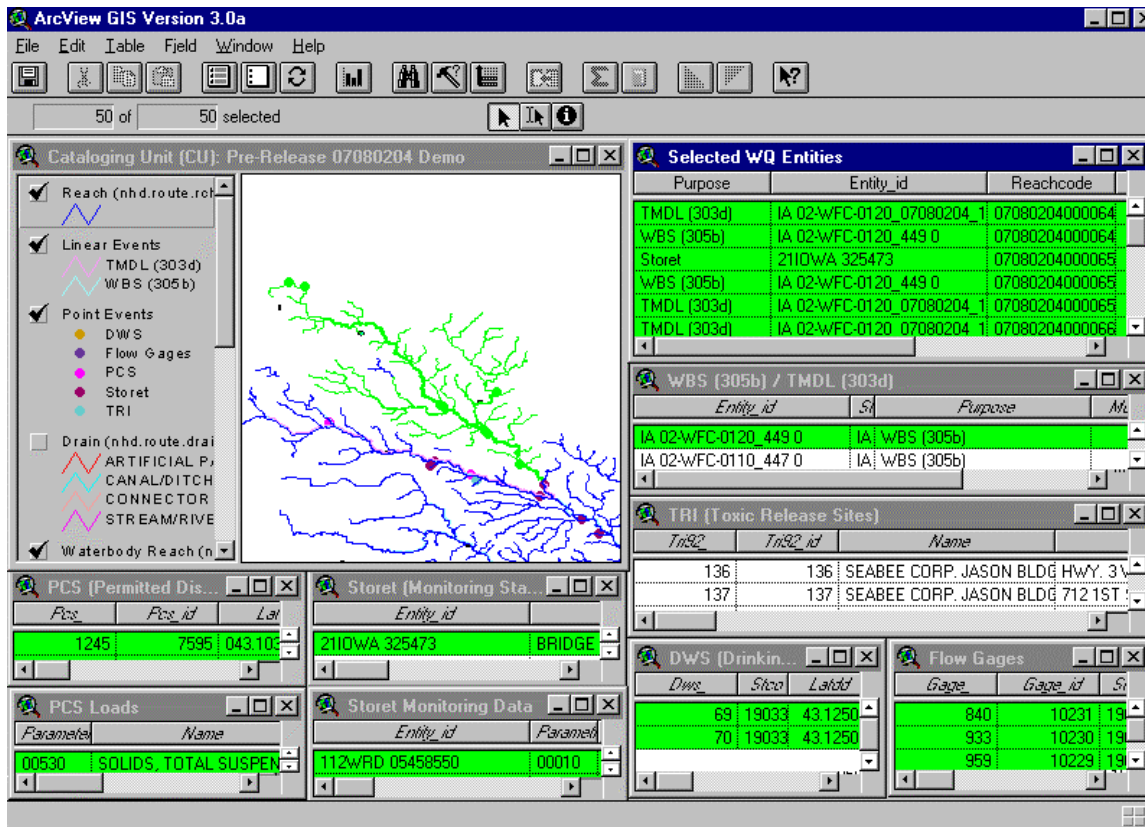 ArcView GIS Version 3.0a
File Edit Table Field Window Help
50 of 50 selected
Cataloging Unit (CU): Pre-Release 07080204 Demo
Reach (nhd.route.rch
Linear Events
TMDL (303d)
WBS (305b)
Point Events
DWS
Flow Gages
PCS
Storet
TRI
Drain (nhd.route.drai
ARTIFICIAL P
CANAL/DITCH
CONNECTOR
STREAM/RIVE
Waterbody Reach (n
Selected WQ Entities
Purpose Entity_id Reachcode
TMDL (303d) IA 02-WFC-0120_07080204_1 07080204000064
WBS (305b) IA 02-WFC-0120_449 0 07080204000064
Storet 21IOWA 325473 07080204000065
WBS (305b) IA 02-WFC-0120_449 0 07080204000065
TMDL (303d) IA 02-WFC-0120_07080204_1 07080204000065
TMDL (303d) IA 02-WFC-0120_07080204_1 07080204000066
WBS (305b) / TMDL (303d)
Entity_id St Purpose Mu
IA 02-WFC-0120_449 0 IA WBS (305b)
IA 02-WFC-0110_447 0 IA WBS (305b)
TRI (Toxic Release Sites)
Tri92_ Tri92_id Name
136 136 SEABEE CORP. JASON BLDG HWY. 3
137 137 SEABEE CORP. JASON BLDG 712 1ST
PCS (Permitted Dis...
Pcs_ Pcs_id Lat
1245 7595 043.103
Storet (Monitoring Sta...
Entity_id
21IOWA 325473 BRIDGE
DWS (Drinkin...
Dws_ Stco Latdd
69 19033 43.1250
70 19033 43.1250
Flow Gages
Gage_ Gage_id St
840 10231 19
933 10230 19
959 10229 19
PCS Loads
Parameter Name
00530 SOLIDS, TOTAL SUSPEN
Storet Monitoring Data
Entity_id Paramet
112WRD 05458550 00010